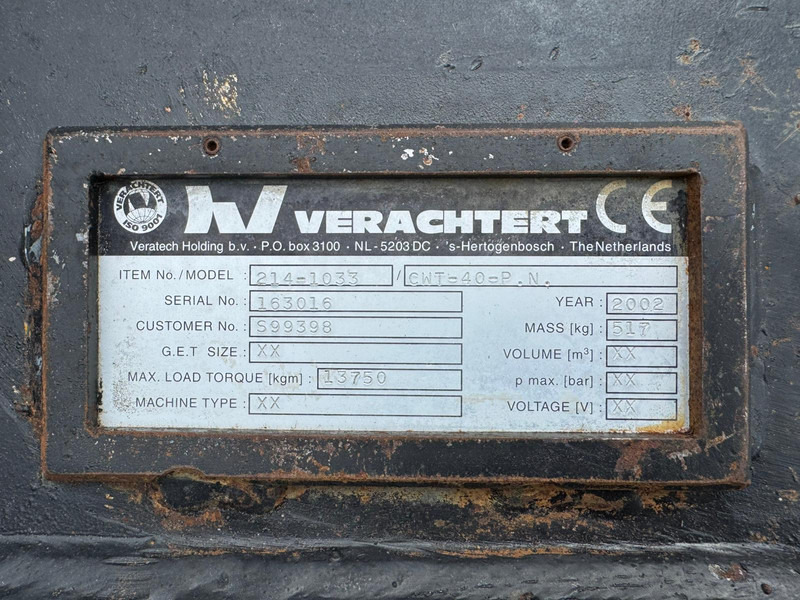 VERACHTERT
ISO 9001
VERACHTERT CE
Veratech Holding b.v. · P.O. box 3100 · NL-5203 DC · 's-Hertogenbosch · The Netherlands
ITEM No./MODEL : 214-1033 / CWT-40-P.N.
SERIAL No. : 163016 YEAR : 2002
CUSTOMER No. : S99398 MASS [kg] : 517
G.E.T SIZE : XX VOLUME [m³] : XX
MAX. LOAD TORQUE [kgm] : 13750 p max. [bar] : XX
MACHINE TYPE : XX VOLTAGE [V] : XX